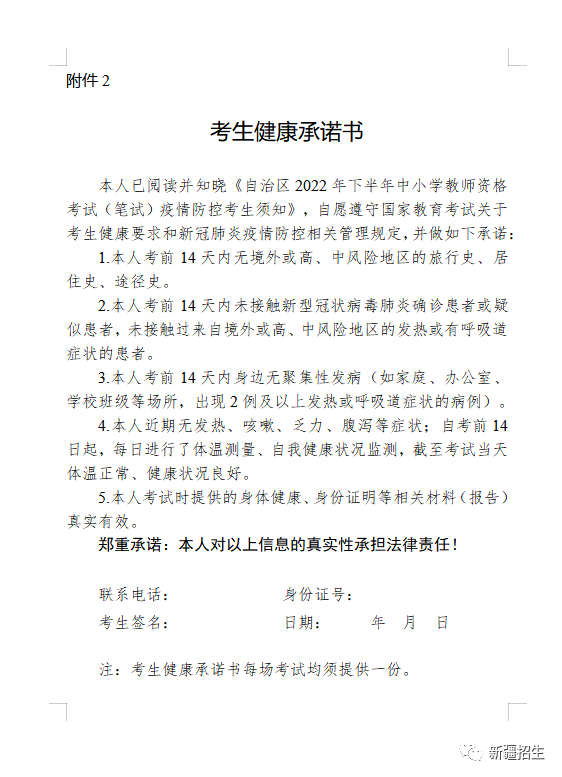 附件 2
考生健康承诺书
本人已阅读并知晓《自治区 2022 年下半年中小学教师资格
考试（笔试）疫情防控考生须知》，自愿遵守国家教育考试关于
考生健康要求和新冠肺炎疫情防控相关管理规定，并做如下承诺：
1.本人考前 14 天内无境外或高、中风险地区的旅行史、居
住史、途径史。
2.本人考前 14 天内未接触新型冠状病毒肺炎确诊患者或疑
似患者，未接触过来自境外或高、中风险地区的发热或有呼吸道
症状的患者。
3.本人考前 14 天内身边无聚集性发病（如家庭、办公室、
学校班级等场所，出现 2 例及以上发热或呼吸道症状的病例）。
4.本人近期无发热、咳嗽、乏力、腹泻等症状；自考前 14
日起，每日进行了体温测量、自我健康状况监测，截至考试当天
体温正常、健康状况良好。
5.本人考试时提供的身体健康、身份证明等相关材料（报告）
真实有效。
郑重承诺：本人对以上信息的真实性承担法律责任！
联系电话： 身份证号：
考生签名： 日期： 年 月 日
注：考生健康承诺书每场考试均须提供一份。
新疆招生